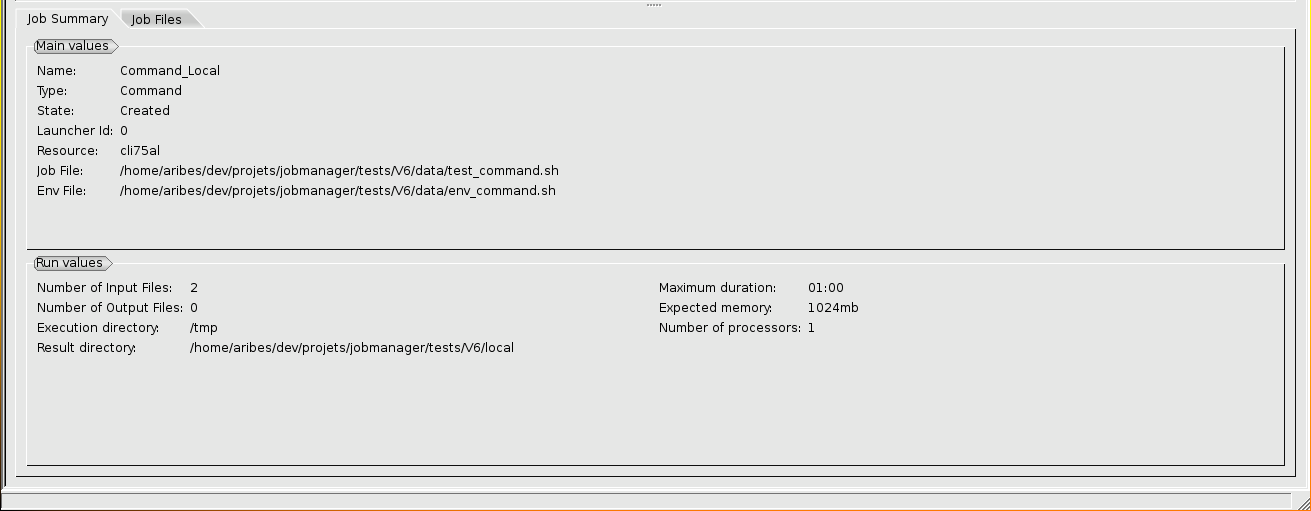 Job Summary Job Files
Main values
Name: Command_Local
Type: Command
State: Created
Launcher Id: 0
Resource: cli75al
Job File: /home/aribes/dev/projets/jobmanager/tests/V6/data/test_command.sh
Env File: /home/aribes/dev/projets/jobmanager/tests/V6/data/env_command.sh
Run values
Number of Input Files: 2 Maximum duration: 01:00
Number of Output Files: 0 Expected memory: 1024mb
Execution directory: /tmp Number of processors: 1
Result directory: /home/aribes/dev/projets/jobmanager/tests/V6/local